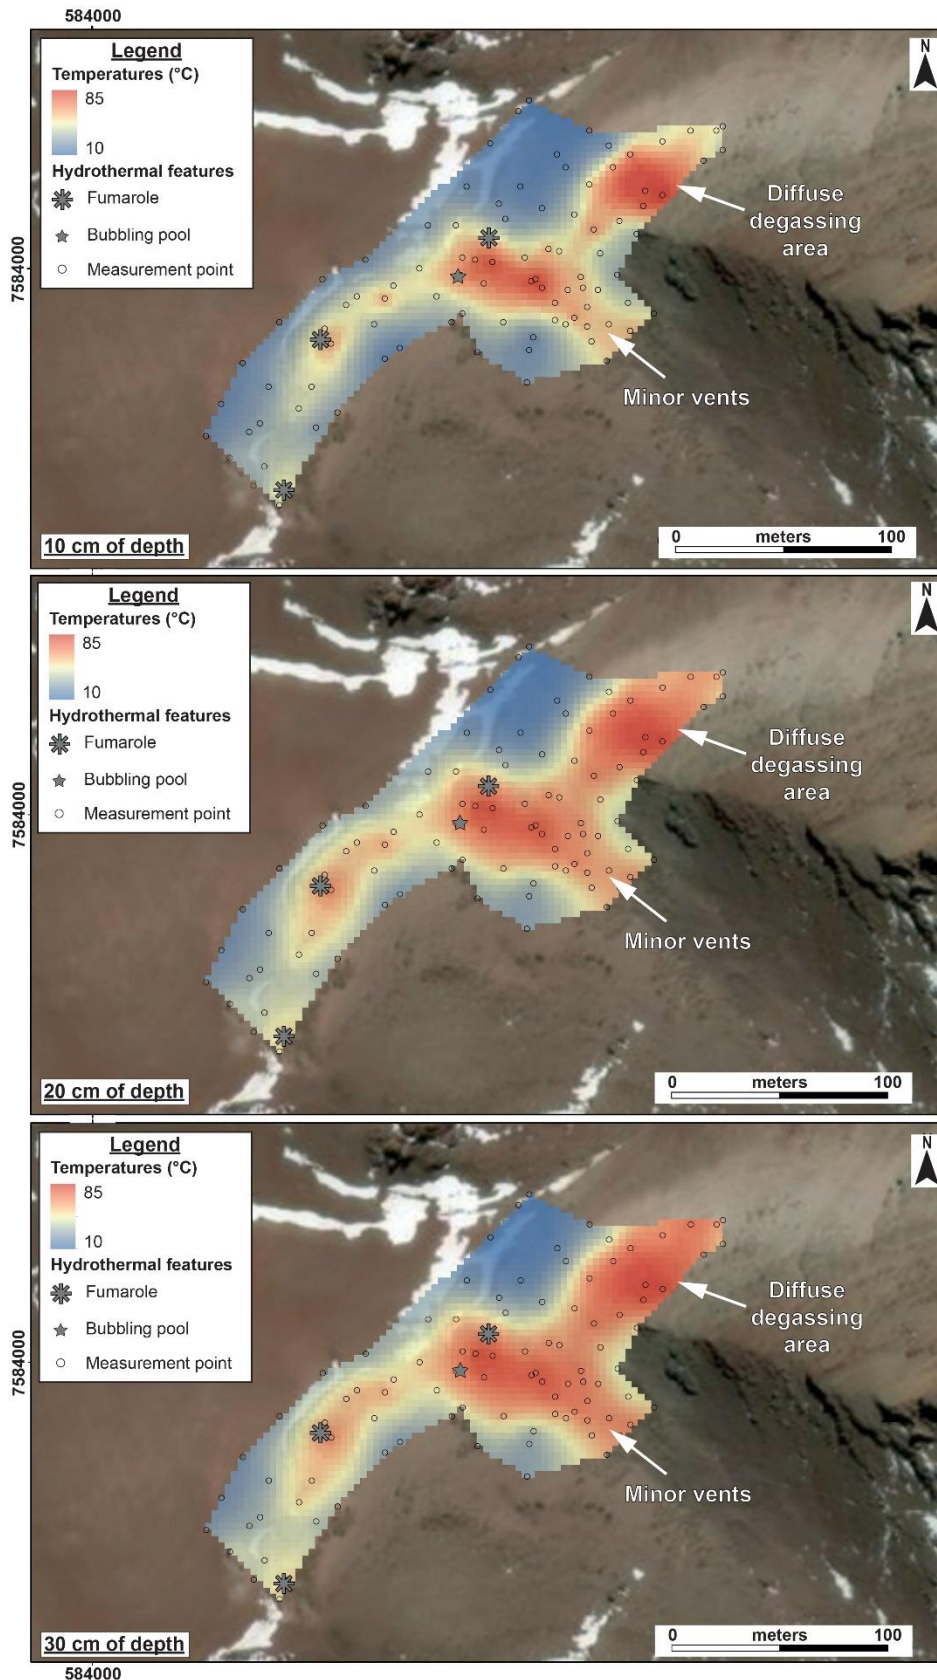 584000
Legend
Temperatures (°C)
85
10
Hydrothermal features
Fumarole
Bubbling pool
Measurement point
N
Diffuse
degassing
area
Minor vents
7584000
10 cm of depth
0 meters 100
Legend
Temperatures (°C)
85
10
Hydrothermal features
Fumarole
Bubbling pool
Measurement point
N
Diffuse
degassing
area
Minor vents
7584000
20 cm of depth
0 meters 100
Legend
Temperatures (°C)
85
10
Hydrothermal features
Fumarole
Bubbling pool
Measurement point
N
Diffuse
degassing
area
Minor vents
7584000
30 cm of depth
0 meters 100
584000